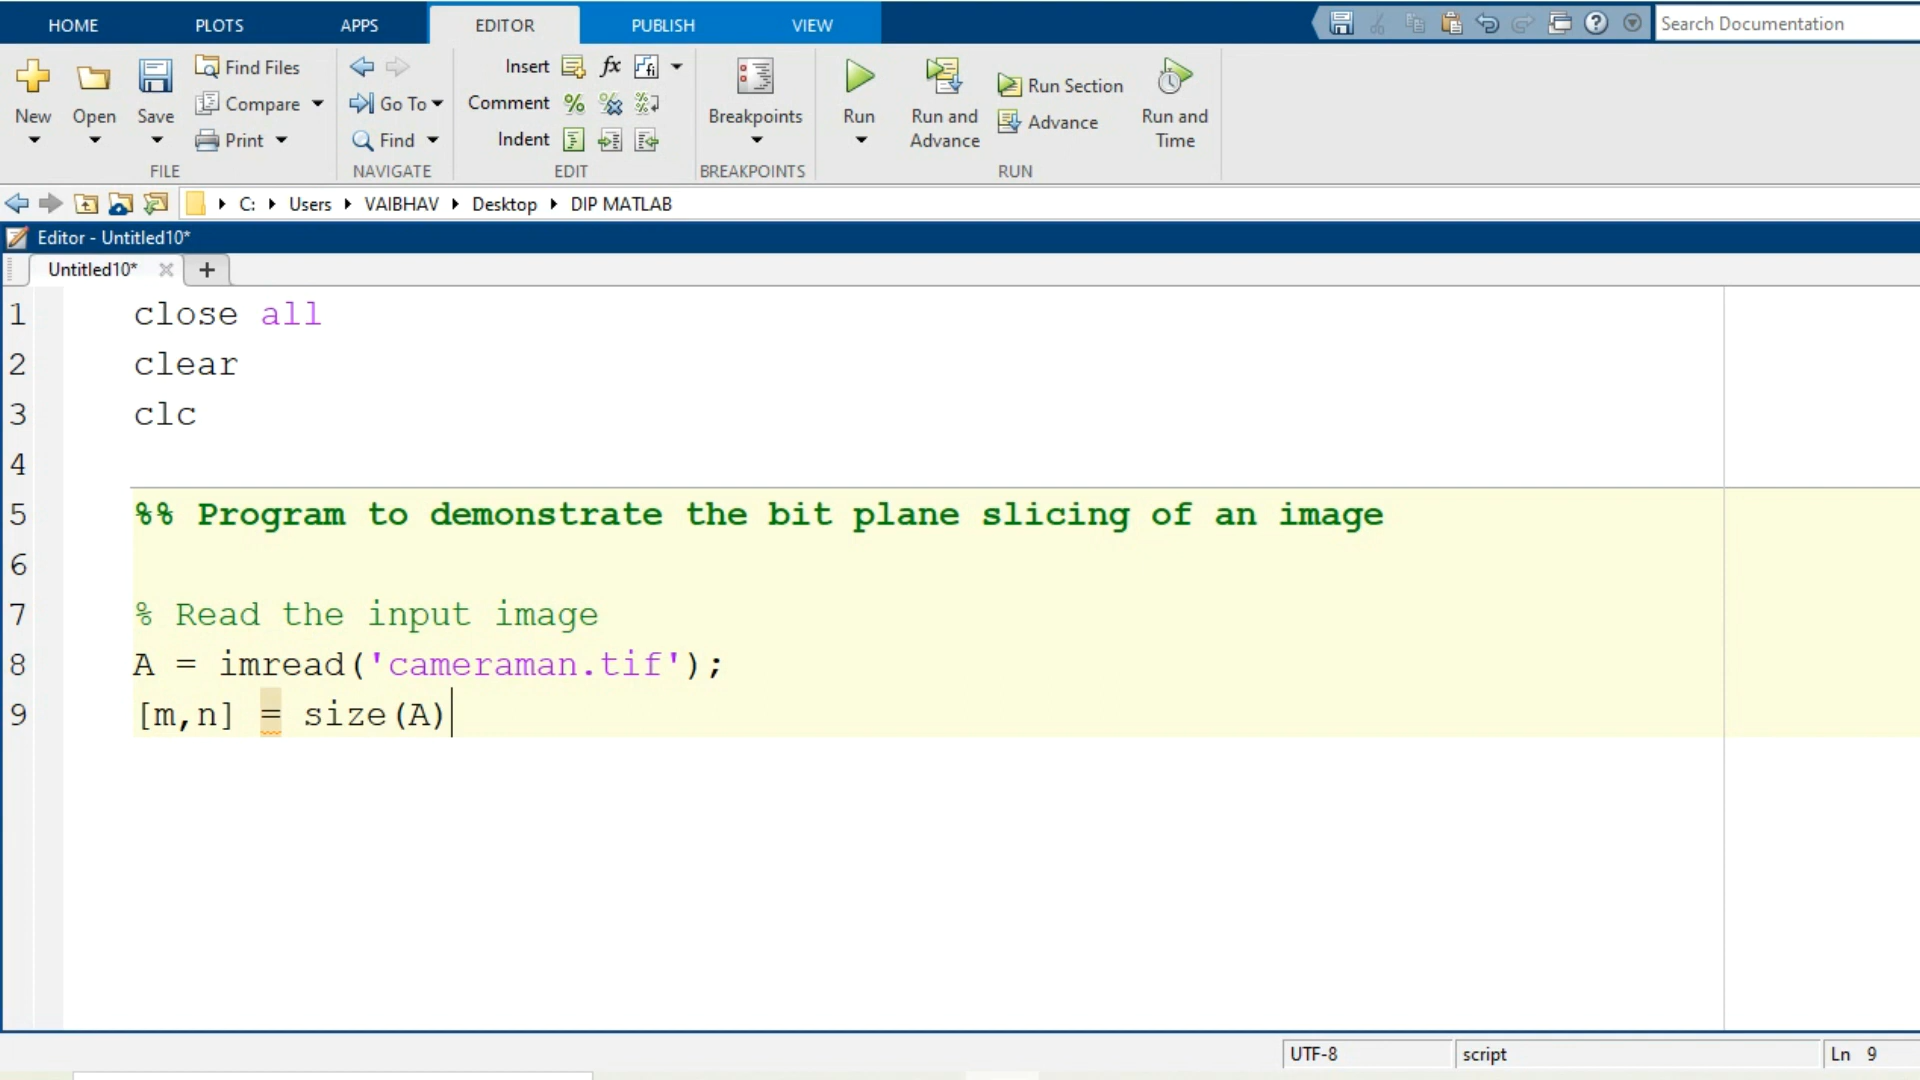 HOME PLOTS APPS EDITOR PUBLISH VIEW Search Documentation
New Open Save Find Files Compare Print
FILE
Go To Find
NAVIGATE
Insert fx fi
Comment % %
Indent
EDIT
Breakpoints
BREAKPOINTS
Run Run and Advance Run Section Advance Run and Time
RUN
C: Users VAIBHAV Desktop DIP MATLAB
Editor - Untitled10*
Untitled10* × +
1 close all
2 clear
3 clc
4
5 %% Program to demonstrate the bit plane slicing of an image
6
7 % Read the input image
8 A = imread('cameraman.tif');
9 [m,n] = size(A)
UTF-8 script Ln 9